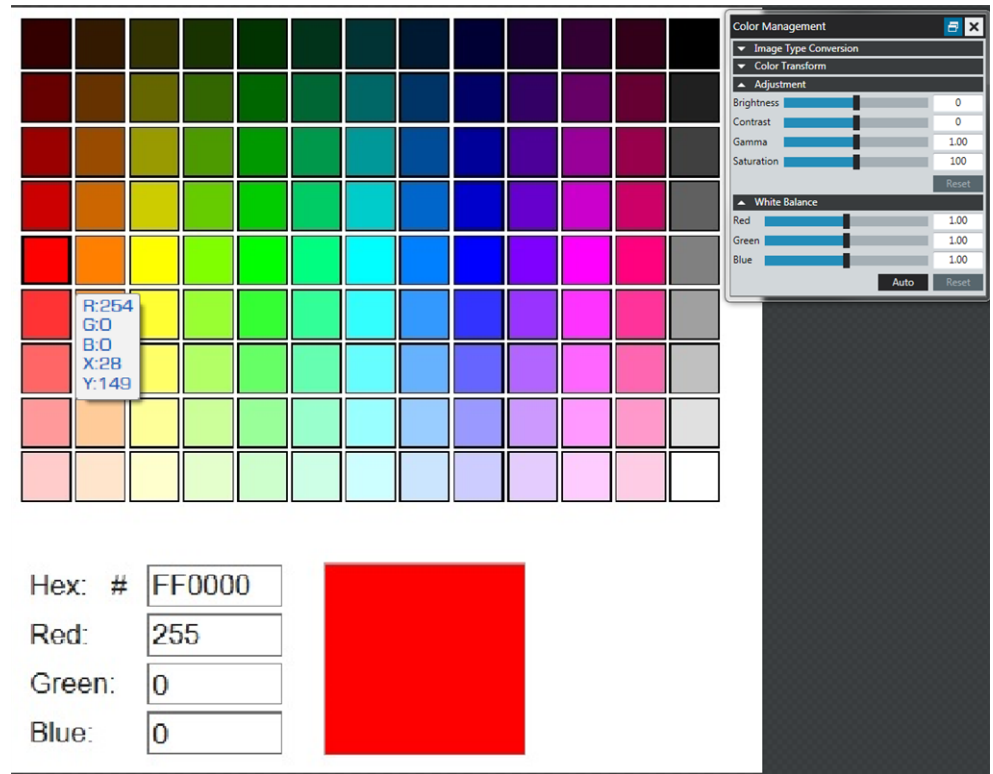 Color Management
Image Type Conversion
Color Transform
Adjustment
Brightness 0
Contrast 0
Gamma 1.00
Saturation 100
Reset
White Balance
Red 1.00
Green 1.00
Blue 1.00
Auto Reset
R:254
G:0
B:0
X:28
Y:149
Hex: # FF0000
Red: 255
Green: 0
Blue: 0